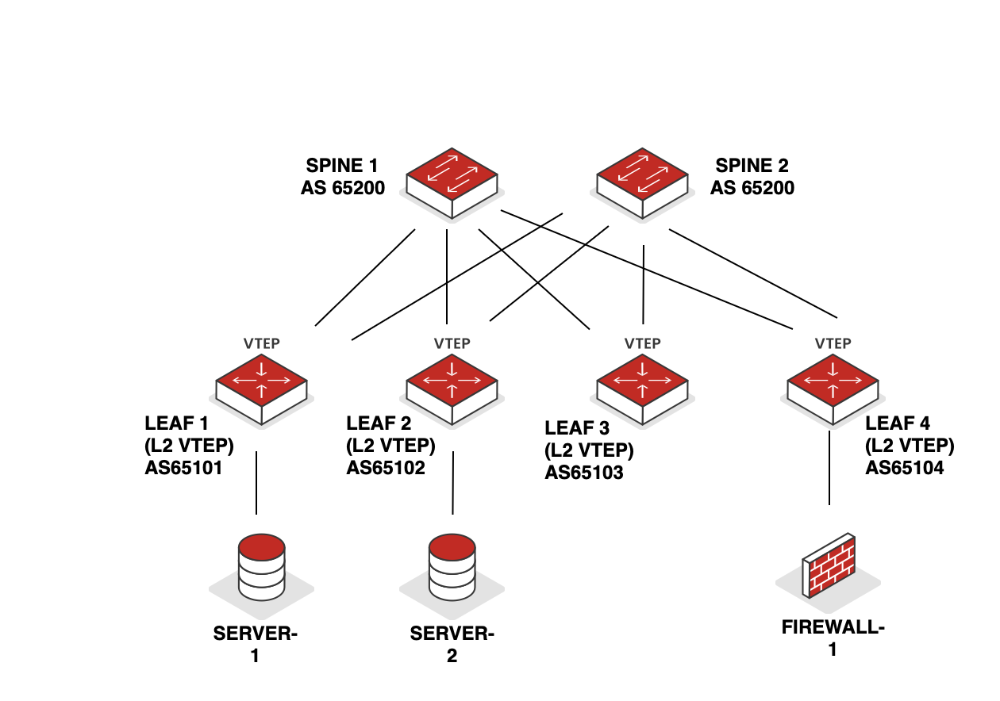 SPINE 1
AS 65200
SPINE 2
AS 65200
VTEP
VTEP
VTEP
VTEP
LEAF 1
(L2 VTEP)
AS65101
LEAF 2
(L2 VTEP)
AS65102
LEAF 3
(L2 VTEP)
AS65103
LEAF 4
(L2 VTEP)
AS65104
SERVER-
1
SERVER-
2
FIREWALL-
1